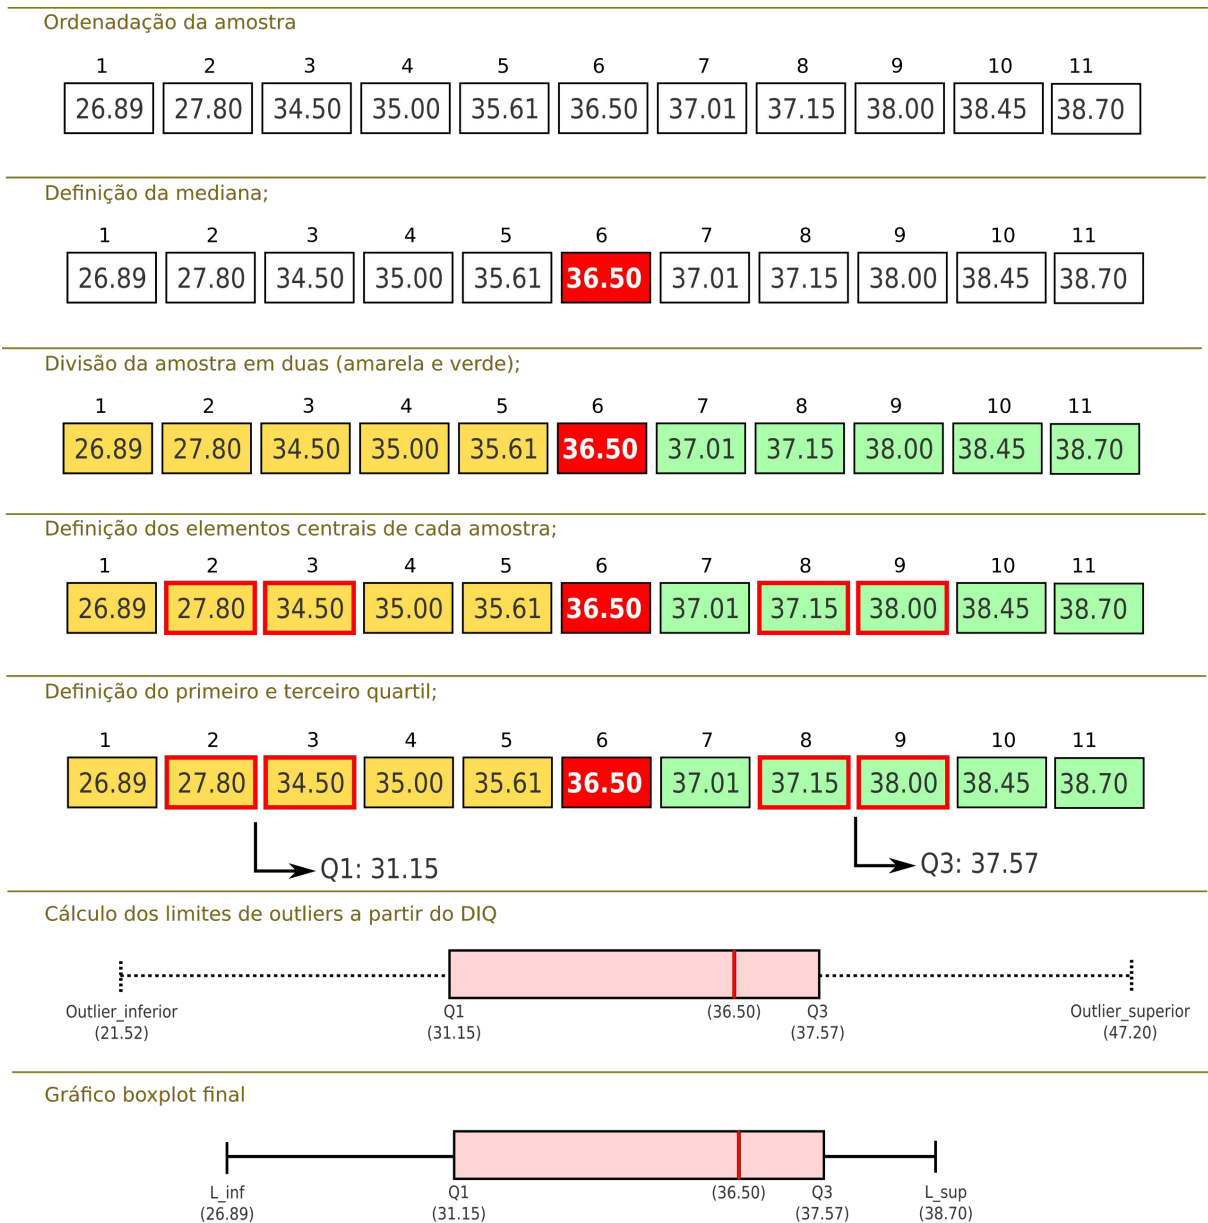 Ordenadação da amostra
1 2 3 4 5 6 7 8 9 10 11
26.89 27.80 34.50 35.00 35.61 36.50 37.01 37.15 38.00 38.45 38.70
Definição da mediana;
1 2 3 4 5 6 7 8 9 10 11
26.89 27.80 34.50 35.00 35.61 36.50 37.01 37.15 38.00 38.45 38.70
Divisão da amostra em duas (amarela e verde);
1 2 3 4 5 6 7 8 9 10 11
26.89 27.80 34.50 35.00 35.61 36.50 37.01 37.15 38.00 38.45 38.70
Definição dos elementos centrais de cada amostra;
1 2 3 4 5 6 7 8 9 10 11
26.89 27.80 34.50 35.00 35.61 36.50 37.01 37.15 38.00 38.45 38.70
Definição do primeiro e terceiro quartil;
1 2 3 4 5 6 7 8 9 10 11
26.89 27.80 34.50 35.00 35.61 36.50 37.01 37.15 38.00 38.45 38.70
Q1: 31.15 Q3: 37.57
Cálculo dos limites de outliers a partir do DIQ
Outlier_inferior Q1 (36.50) Q3 Outlier_superior
(21.52) (31.15) (37.57) (47.20)
Gráfico boxplot final
L_inf Q1 (36.50) Q3 L_sup
(26.89) (31.15) (37.57) (38.70)